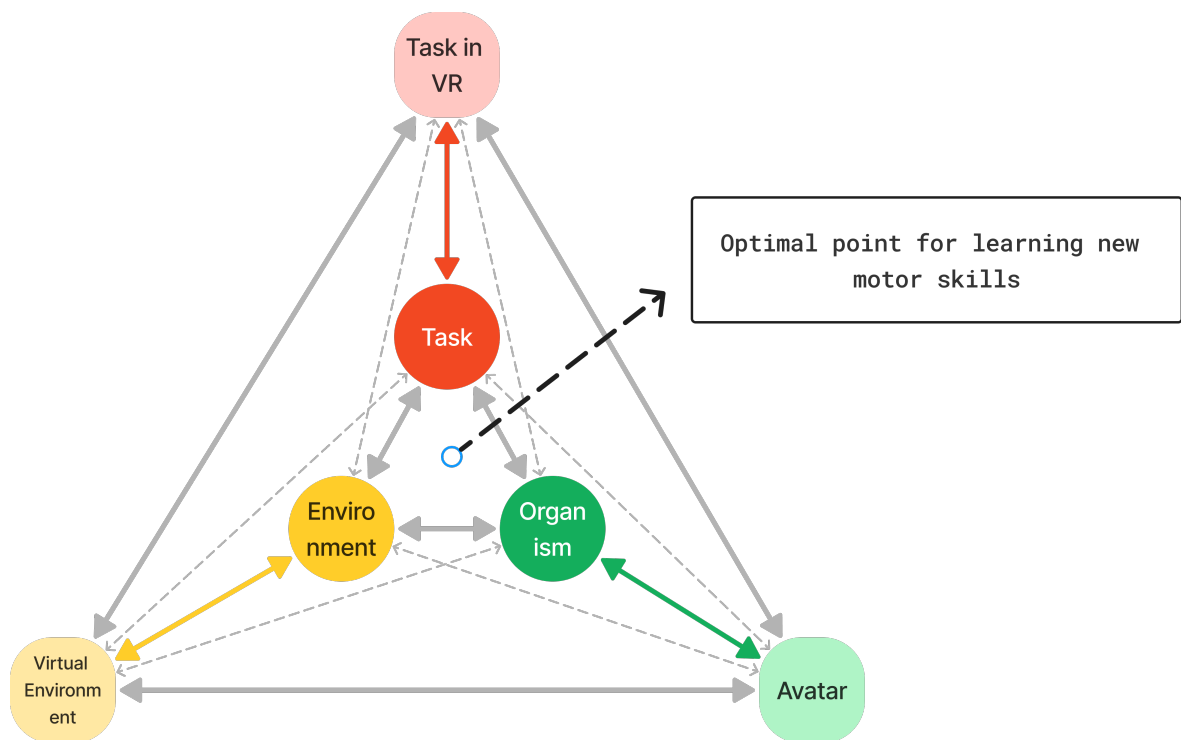 Task in
VR
Optimal point for learning new
motor skills
Task
Enviro
nment
Organ
ism
Virtual
Environm
ent
Avatar